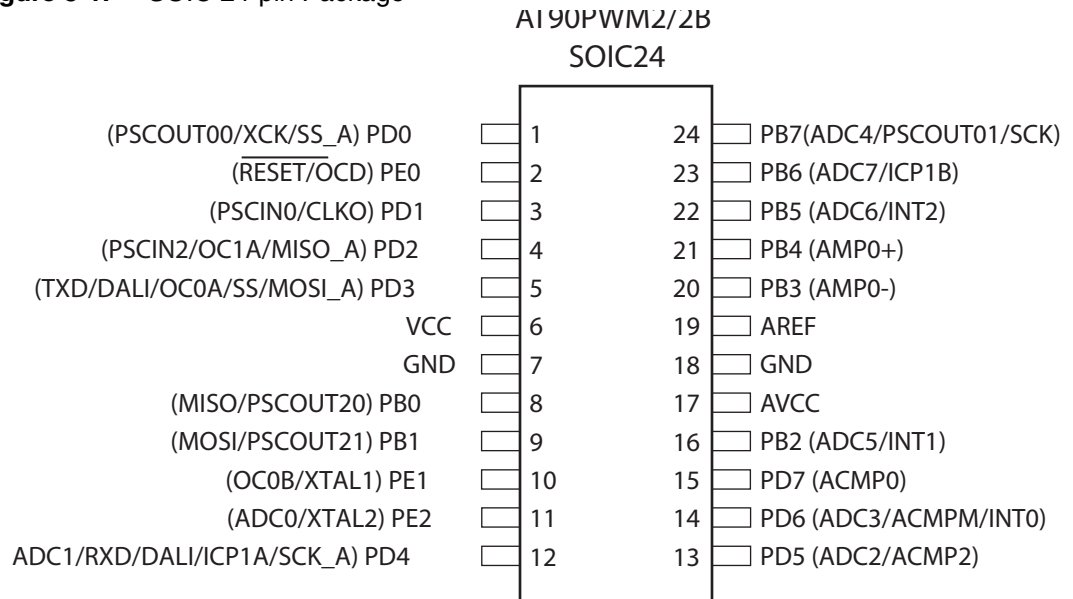 SOIC 24-pin Package
AT90PWM2/2B
SOIC24
(PSCOUT00/XCK/SS_A) PD0 1 24 PB7(ADC4/PSCOUT01/SCK)
(RESET/OCD) PE0 2 23 PB6 (ADC7/ICP1B)
(PSCIN0/CLKO) PD1 3 22 PB5 (ADC6/INT2)
(PSCIN2/OC1A/MISO_A) PD2 4 21 PB4 (AMP0+)
(TXD/DALI/OC0A/SS/MOSI_A) PD3 5 20 PB3 (AMP0-)
VCC 6 19 AREF
GND 7 18 GND
(MISO/PSCOUT20) PB0 8 17 AVCC
(MOSI/PSCOUT21) PB1 9 16 PB2 (ADC5/INT1)
(OC0B/XTAL1) PE1 10 15 PD7 (ACMP0)
(ADC0/XTAL2) PE2 11 14 PD6 (ADC3/ACMPM/INT0)
ADC1/RXD/DALI/ICP1A/SCK_A) PD4 12 13 PD5 (ADC2/ACMP2)